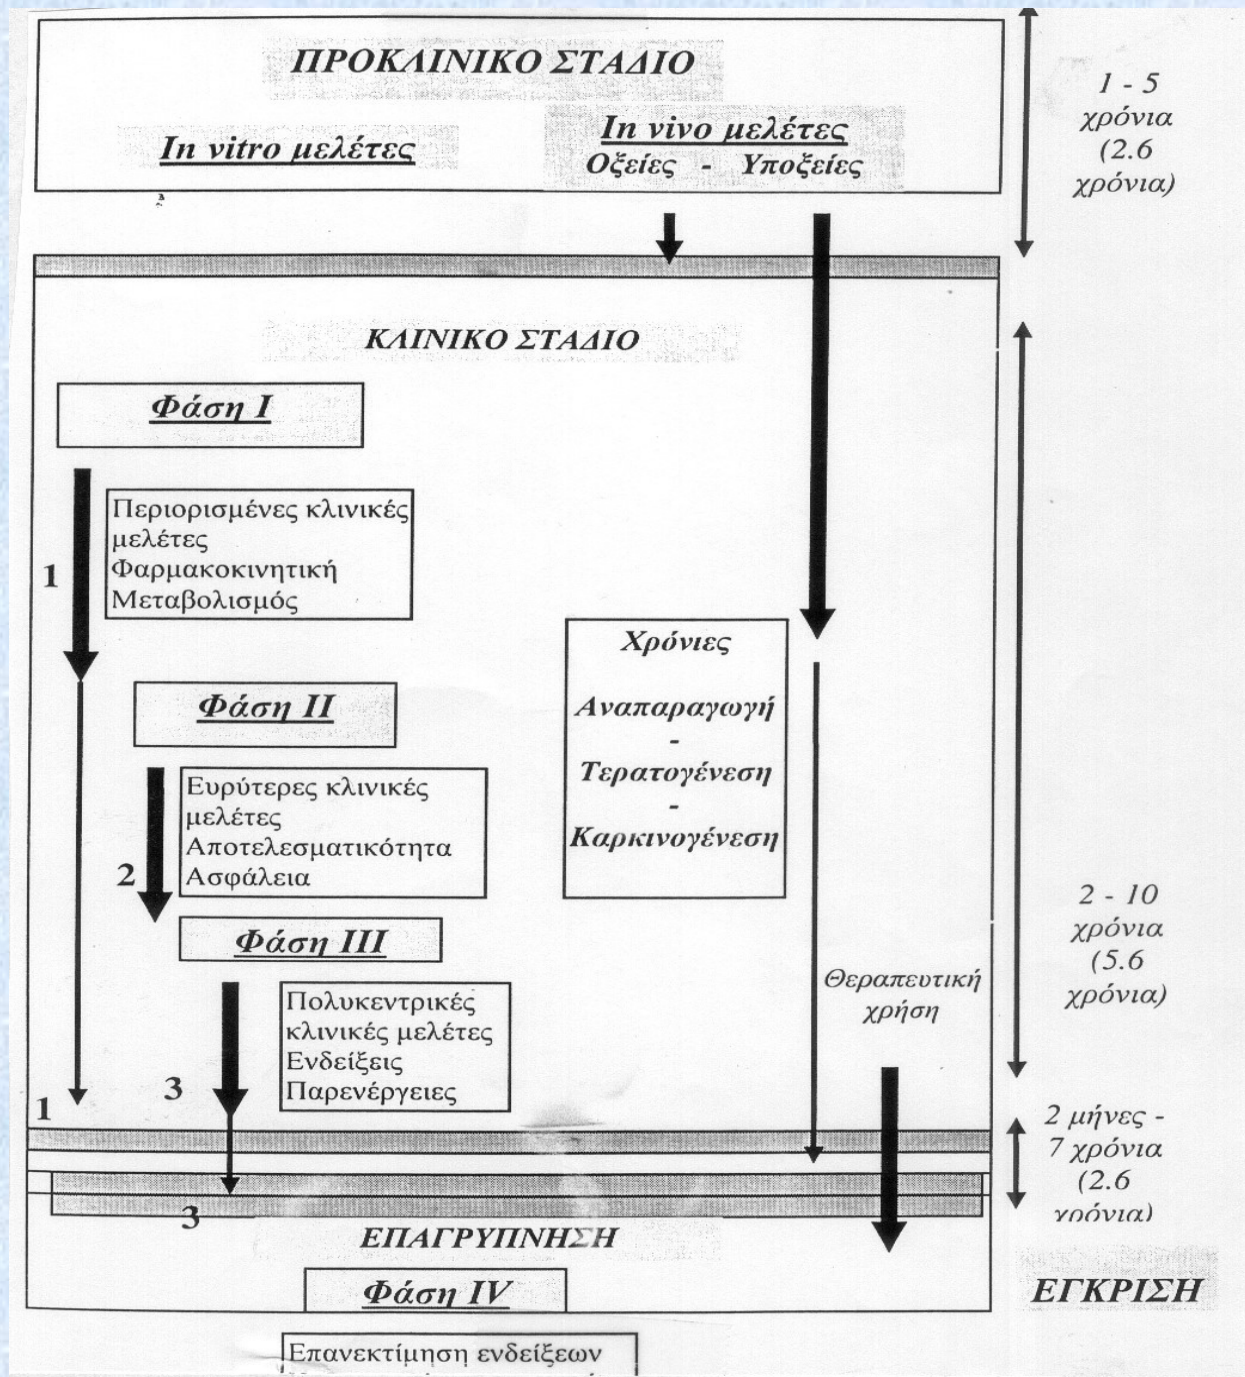 ΠΡΟΚΛΙΝΙΚΟ ΣΤΑΔΙΟ
In vitro μελέτες
In vivo μελέτες
Οξείες - Υποξείες
1 - 5
χρόνια
(2.6
χρόνια)
ΚΛΙΝΙΚΟ ΣΤΑΔΙΟ
Φάση I
1
Περιορισμένες κλινικές
μελέτες
Φαρμακοκινητική
Μεταβολισμός
Φάση II
2
Ευρύτερες κλινικές
μελέτες
Αποτελεσματικότητα
Ασφάλεια
Φάση III
3
Πολυκεντρικές
κλινικές μελέτες
Ενδείξεις
Παρενέργειες
1
3
Χρόνιες
Αναπαραγωγή
-
Τερατογένεση
-
Καρκινογένεση
Θεραπευτική
χρήση
2 - 10
χρόνια
(5.6
χρόνια)
2 μήνες -
7 χρόνια
(2.6
χρόνια)
ΕΠΑΓΡΥΠΝΗΣΗ
Φάση IV
ΕΓΚΡΙΣΗ
Επανεκτίμηση ενδείξεων